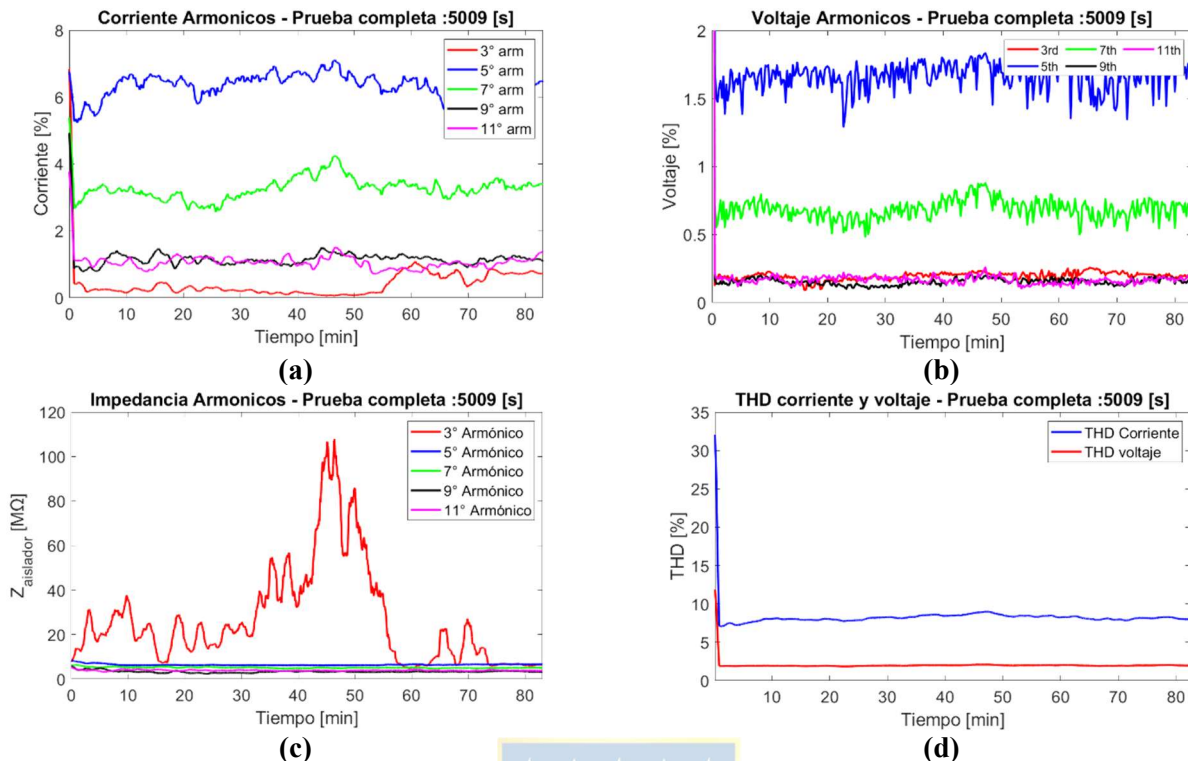 Corriente Armonicos - Prueba completa :5009 [s]
8
6
4
2
0
Corriente [%]
3° arm
5° arm
7° arm
9° arm
11° arm
0 10 20 30 40 50 60 70 80
Tiempo [min]
(a)
Voltaje Armonicos - Prueba completa :5009 [s]
2
1.5
1
0.5
0
Voltaje [%]
3rd 7th 11th
5th 9th
0 10 20 30 40 50 60 70 80
Tiempo [min]
(b)
Impedancia Armonicos - Prueba completa :5009 [s]
120
100
80
60
40
20
0
Zaislador [MΩ]
3° Armónico
5° Armónico
7° Armónico
9° Armónico
11° Armónico
0 10 20 30 40 50 60 70 80
Tiempo [min]
(c)
THD corriente y voltaje - Prueba completa :5009 [s]
35
30
25
20
15
10
5
0
THD [%]
THD Corriente
THD voltaje
10 20 30 40 50 60 70 80
Tiempo [min]
(d)